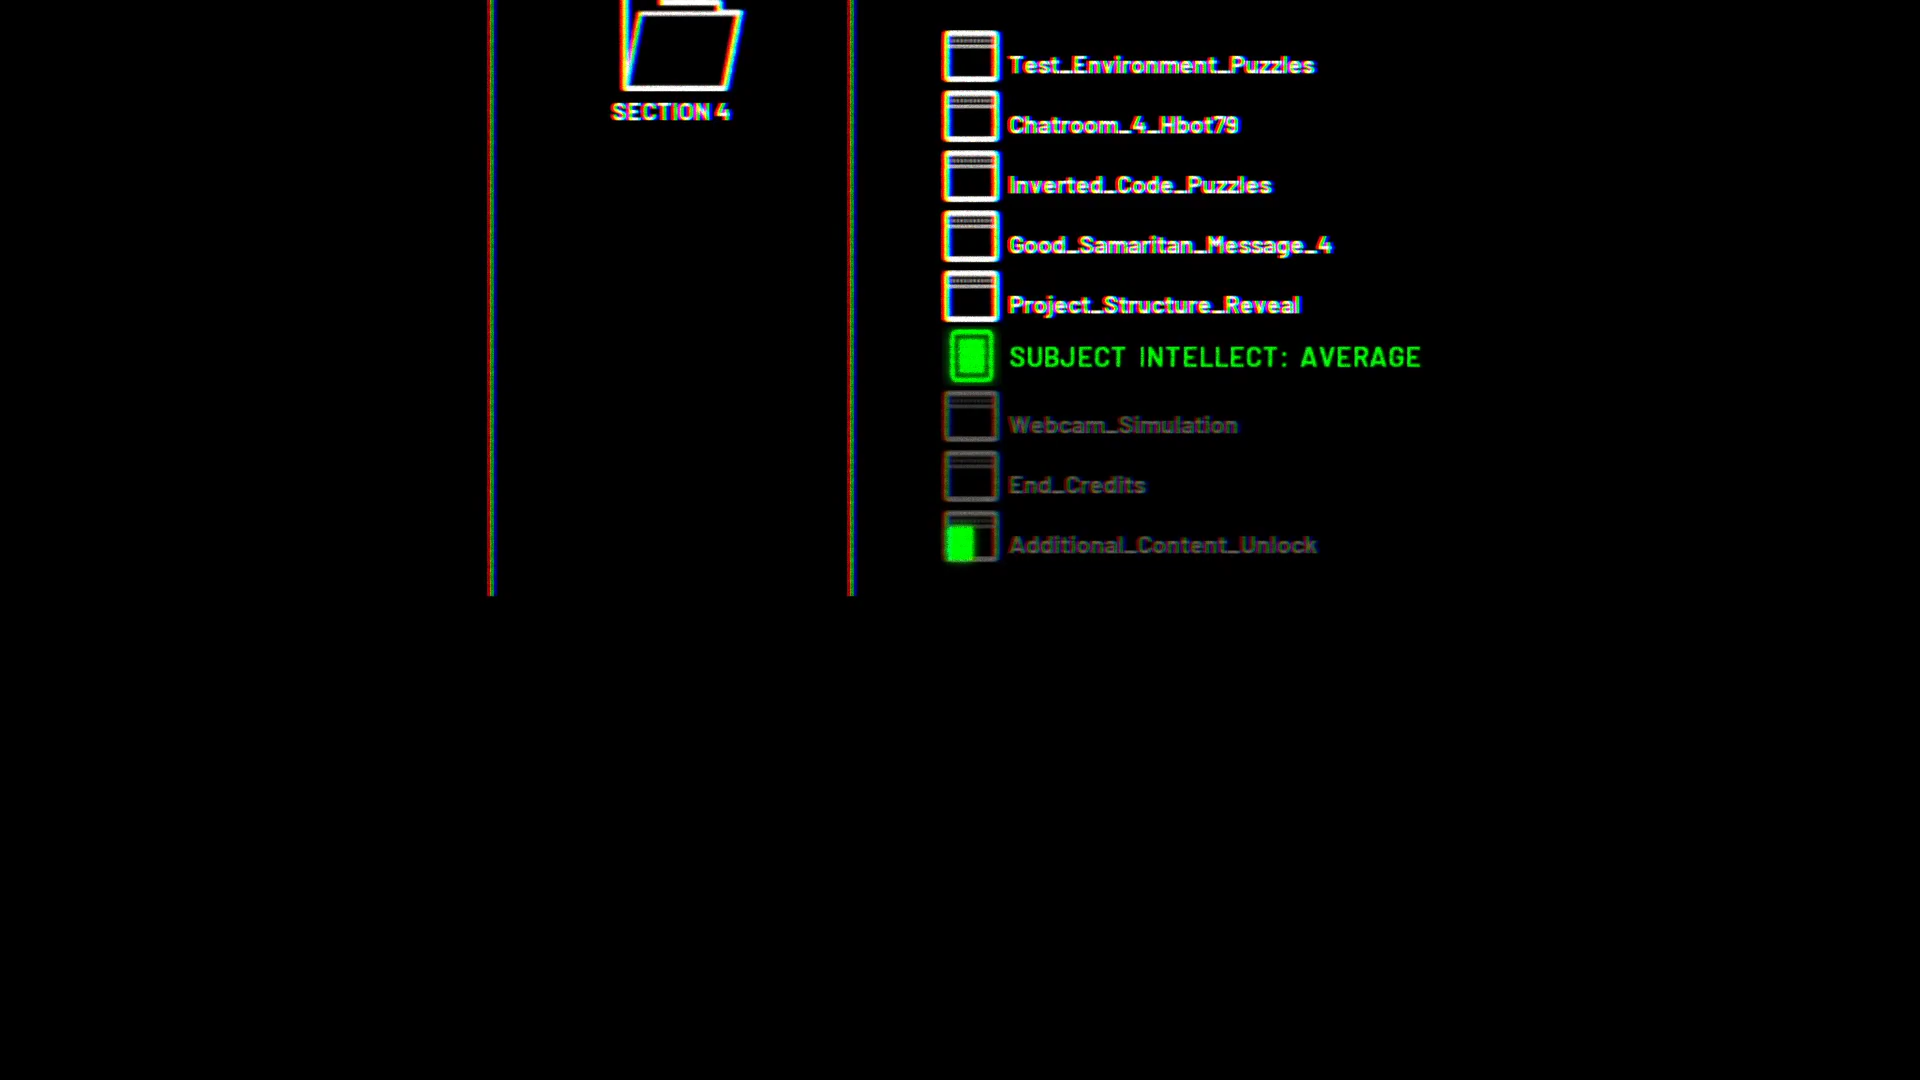 SECTION 4
Test_Environment_Puzzles
Chatroom_4_Hbot79
Inverted_Code_Puzzles
Good_Samaritan_Message_4
Project_Structure_Reveal
SUBJECT INTELLECT: AVERAGE
Webcam_Simulation
End_Credits
Additional_Content_Unlock